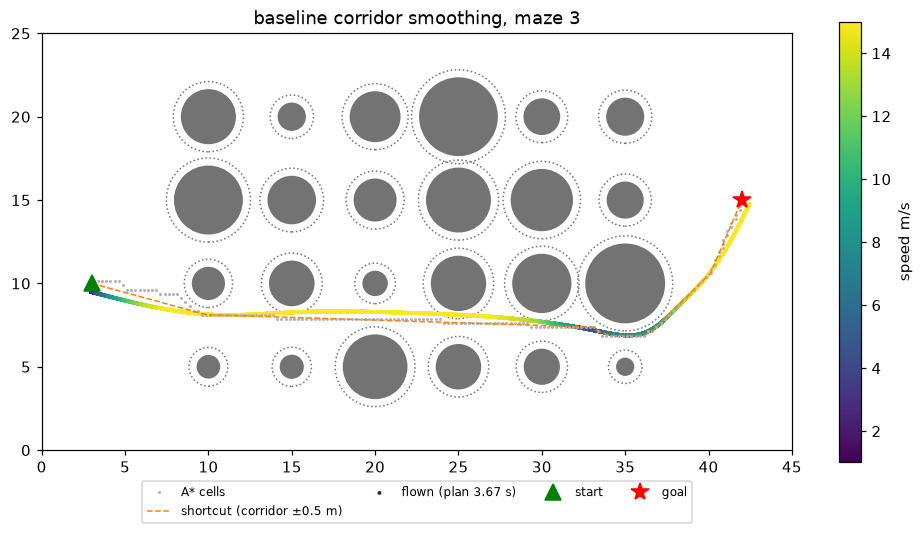 baseline corridor smoothing, maze 3
25
20
15
10
5
0
0 5 10 15 20 25 30 35 40 45
14
12
10
8
6
4
2
speed m/s
A* cells
shortcut (corridor ±0.5 m)
flown (plan 3.67 s)
start
goal